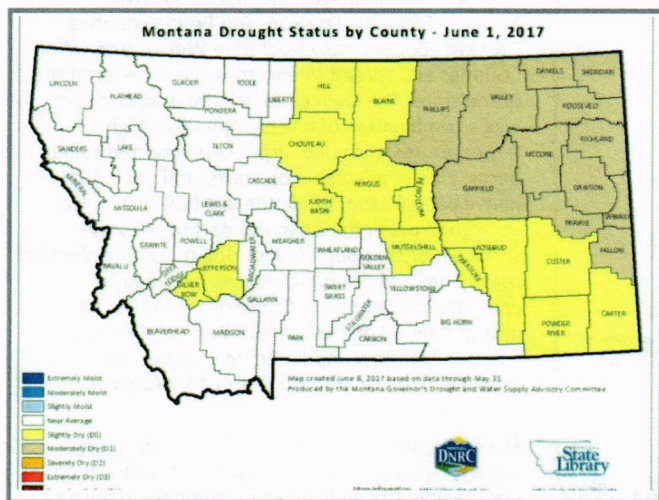 Montana Drought Status by County - June 1, 2017
LINCOLN
FLATHEAD
GLACIER
TOOLE
LIBERTY
HILL
BLAINE
PHILLIPS
VALLEY
DANIELS
SHERIDAN
ROOSEVELT
PONDERA
CHOUTEAU
TETON
SANDERS
LAKE
MINERAL
MISSOULA
LEWIS &
CLARK
CASCADE
JUDITH
BASIN
FERGUS
PETROLEUM
GARFIELD
MCCONE
RICHLAND
DAWSON
PRAIRIE
WIBAUX
FALLON
GRANITE
POWELL
RAVALLI
DEER
LODGE
SILVER
BOW
JEFFERSON
BROADWATER
MEAGHER
WHEATLAND
GOLDEN
VALLEY
MUSSELSHELL
TREASURE
ROSEBUD
CUSTER
CARTER
POWDER
RIVER
BEAVERHEAD
MADISON
GALLATIN
PARK
SWEET
GRASS
STILLWATER
CARBON
YELLOWSTONE
BIG HORN
Extremely Moist
Moderately Moist
Slightly Moist
Near Average
Slightly Dry (D0)
Moderately Dry (D1)
Severely Dry (D2)
Extremely Dry (D3)
Map created June 8, 2017 based on data through May 31
Produced by the Montana Governor's Drought and Water Supply Advisory Committee.
DNRC
MONTANA
State
Library
More information